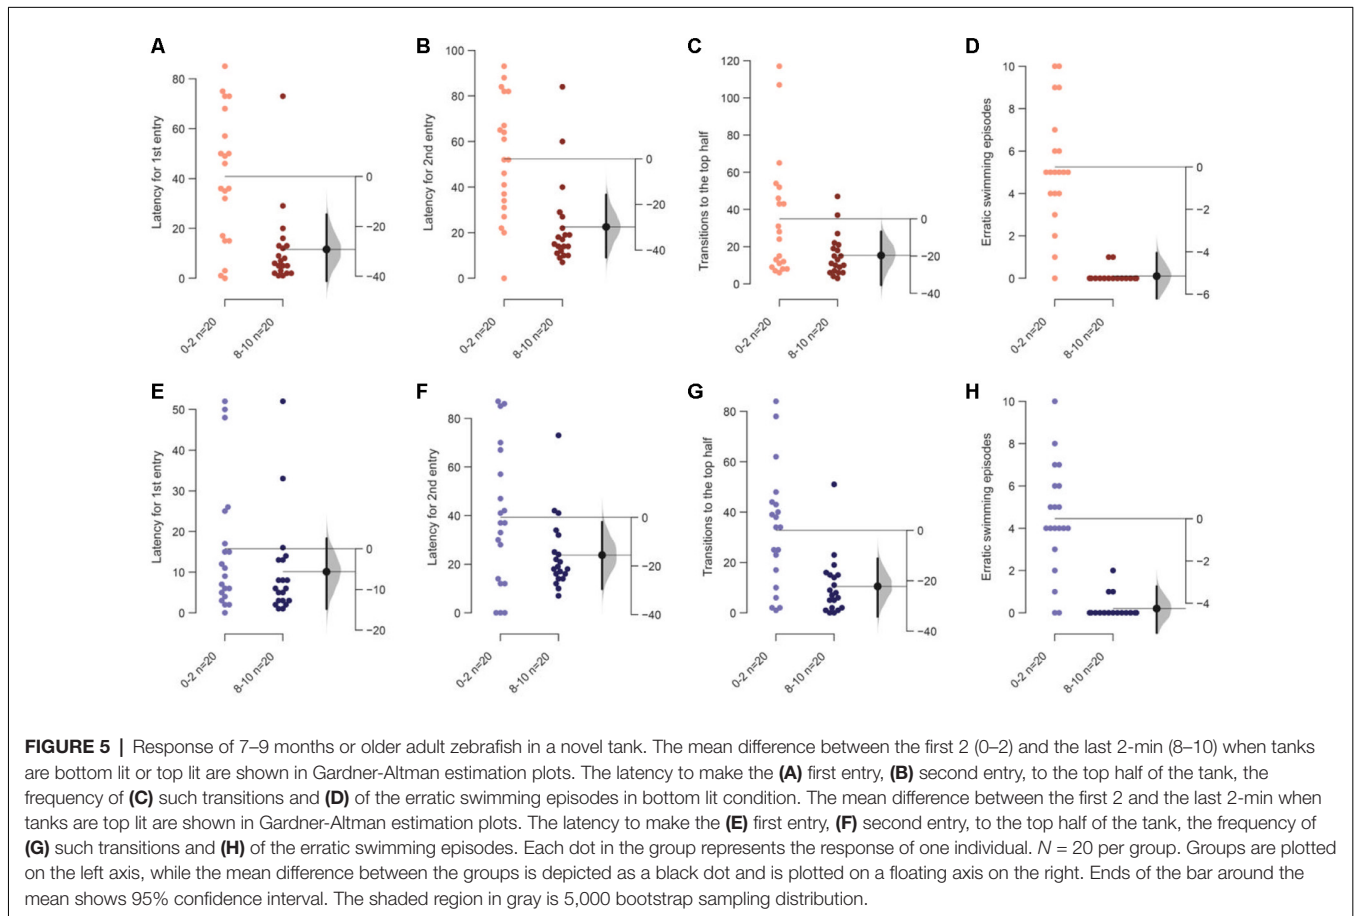 A
B
C
D
Latency for 1st entry
80
60
40
20
0
0
−20
−40
0-2 n=20
8-10 n=20
Latency for 2nd entry
100
80
60
40
20
0
0
−20
−40
0-2 n=20
8-10 n=20
Transitions to the top half
120
100
80
60
40
20
0
0
−20
−40
0-2 n=20
8-10 n=20
Erratic swimming episodes
10
8
6
4
2
0
0
−2
−4
−6
0-2 n=20
8-10 n=20
E
F
G
H
Latency for 1st entry
50
40
30
20
10
0
0
−10
−20
0-2 n=20
8-10 n=20
Latency for 2nd entry
80
60
40
20
0
0
−20
−40
0-2 n=20
8-10 n=20
Transitions to the top half
80
60
40
20
0
0
−20
−40
0-2 n=20
8-10 n=20
Erratic swimming episodes
10
8
6
4
2
0
0
−2
−4
0-2 n=20
8-10 n=20
FIGURE 5 | Response of 7–9 months or older adult zebrafish in a novel tank. The mean difference between the first 2 (0–2) and the last 2-min (8–10) when tanks
are bottom lit or top lit are shown in Gardner-Altman estimation plots. The latency to make the (A) first entry, (B) second entry, to the top half of the tank, the
frequency of (C) such transitions and (D) of the erratic swimming episodes in bottom lit condition. The mean difference between the first 2 and the last 2-min when
tanks are top lit are shown in Gardner-Altman estimation plots. The latency to make the (E) first entry, (F) second entry, to the top half of the tank, the frequency of
(G) such transitions and (H) of the erratic swimming episodes. Each dot in the group represents the response of one individual. N = 20 per group. Groups are plotted
on the left axis, while the mean difference between the groups is depicted as a black dot and is plotted on a floating axis on the right. Ends of the bar around the
mean shows 95% confidence interval. The shaded region in gray is 5,000 bootstrap sampling distribution.